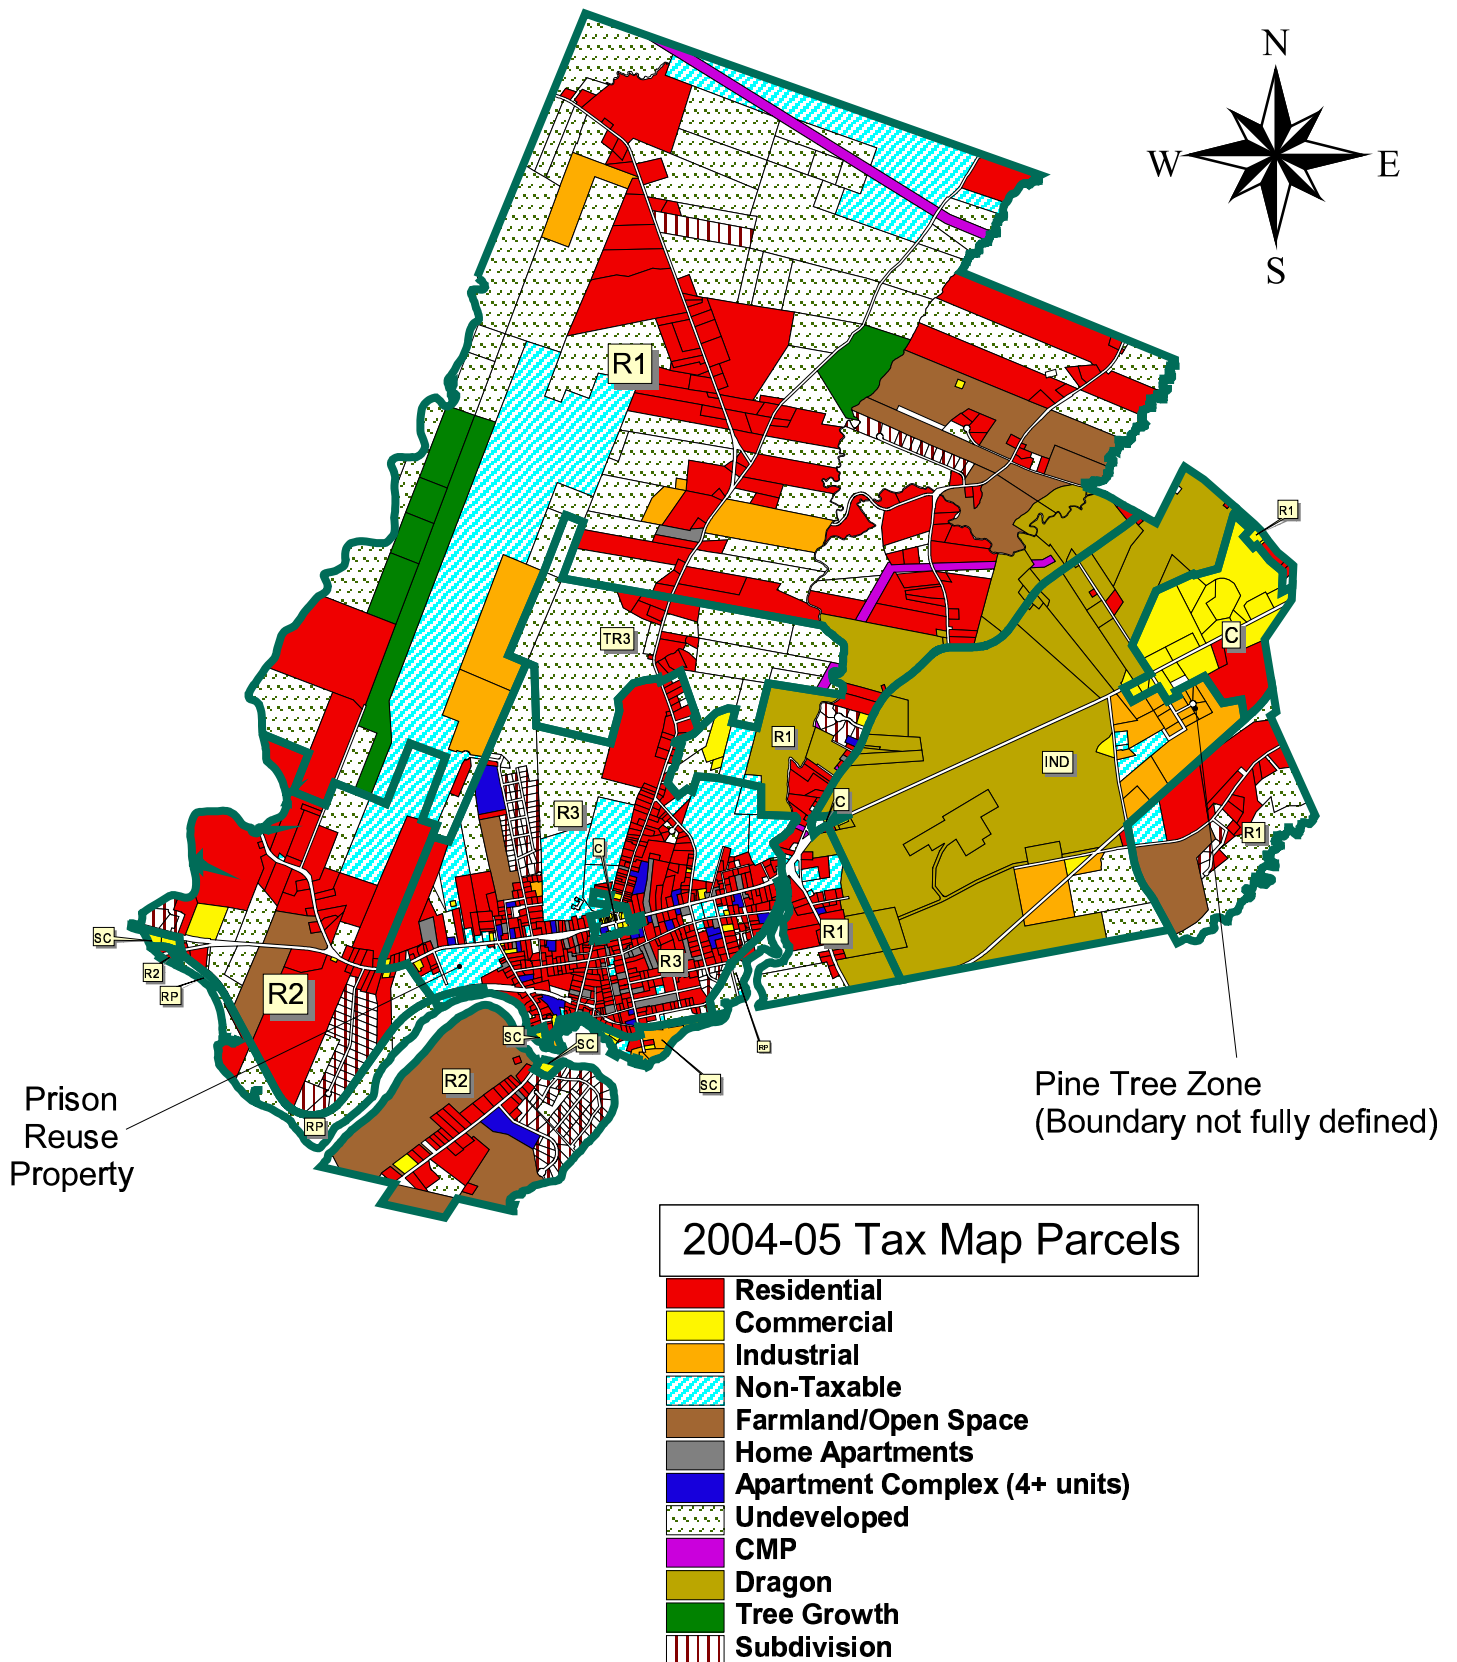 N
W E
S
R1
R1
C
TR3
R1
IND
C
R3
R1
C
R1
SC
R3
R2
RP
R2
SC
SC
RP
R2
SC
RP
Prison
Reuse
Property
Pine Tree Zone
(Boundary not fully defined)
2004-05 Tax Map Parcels
Residential
Commercial
Industrial
Non-Taxable
Farmland/Open Space
Home Apartments
Apartment Complex (4+ units)
Undeveloped
CMP
Dragon
Tree Growth
Subdivision